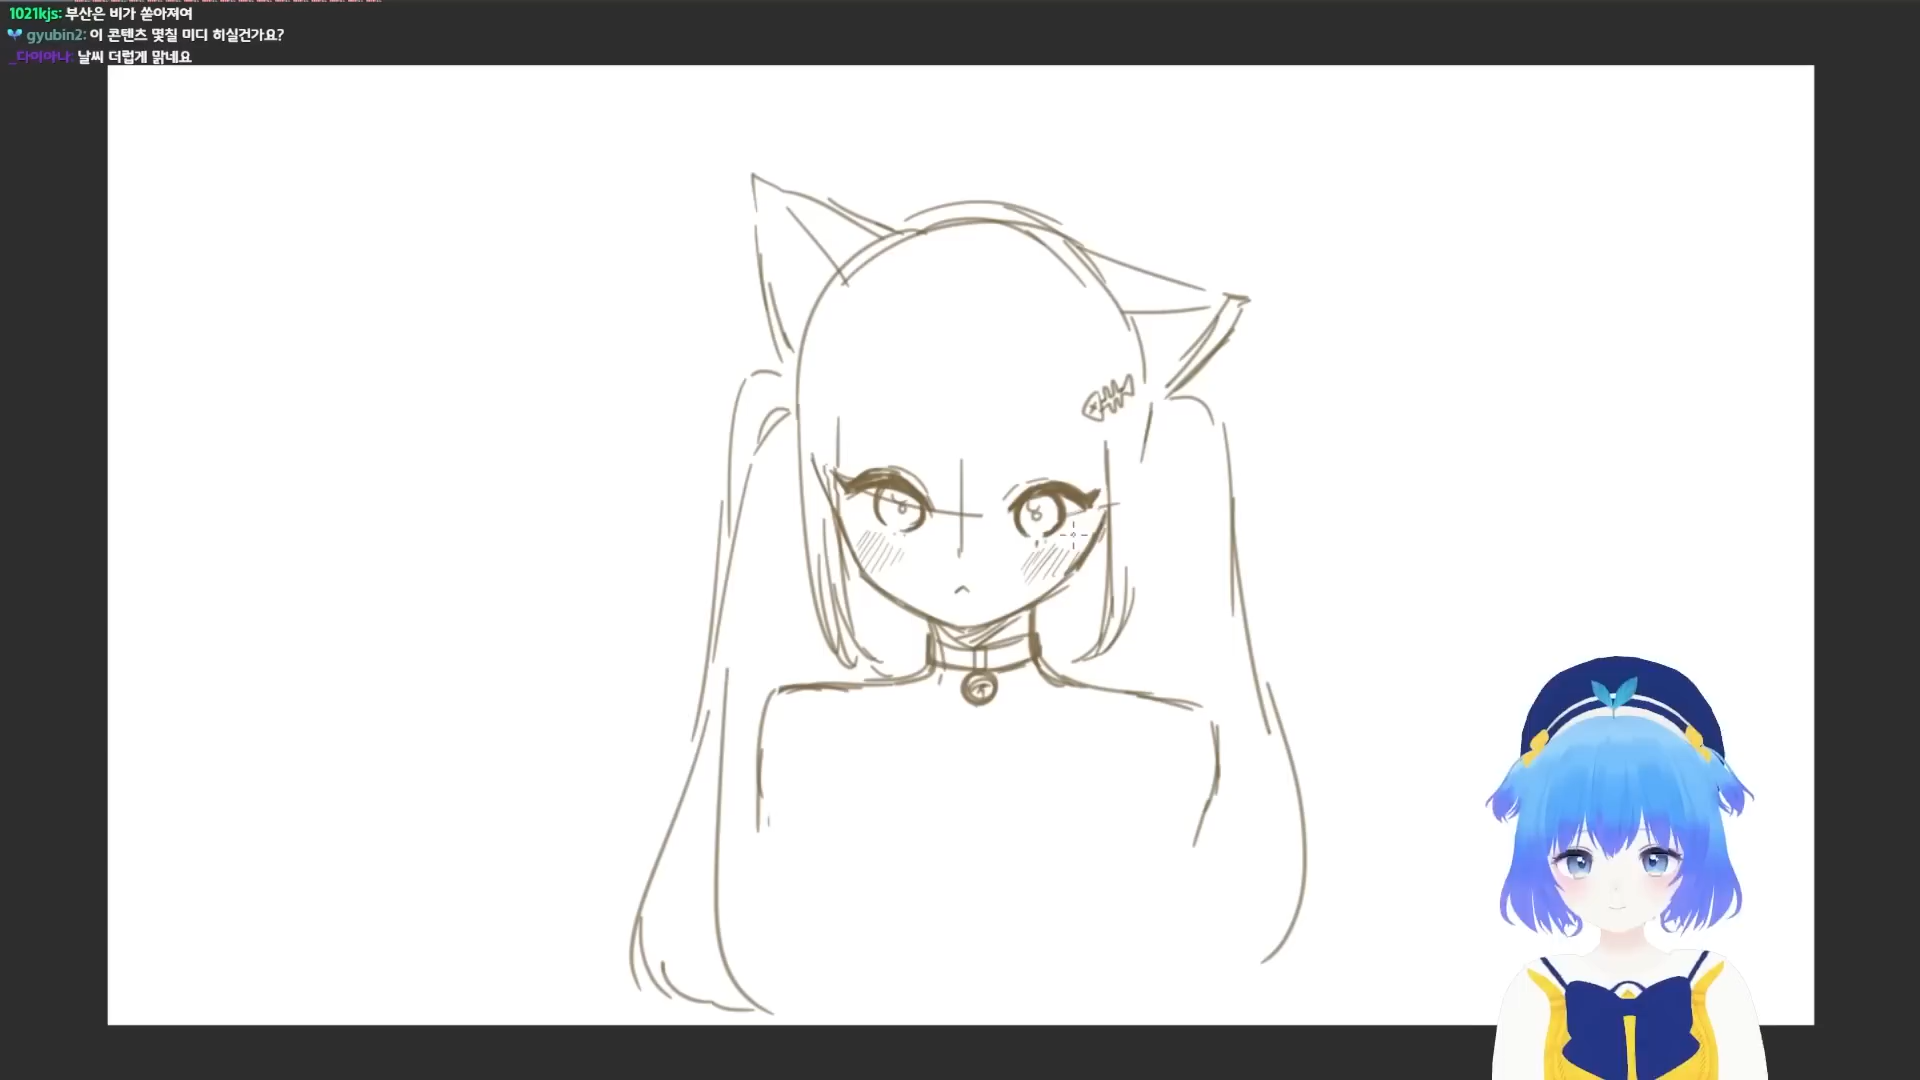 1021kjs: 부산은 비가 쏟아져여
gyubin2: 이 콘텐츠 몇칠 미디 히실건가요?
_다이아나: 날씨 더럽게 맑네요